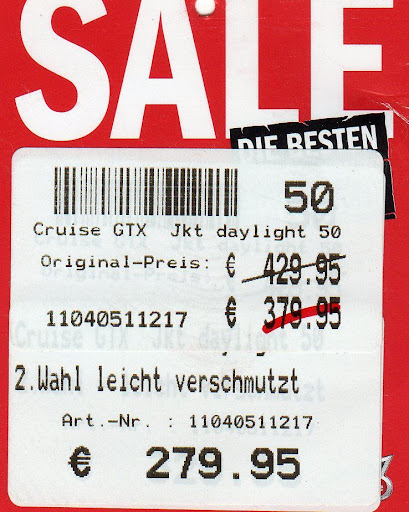 SALE
DIE BESTEN
50
Cruise GTX Jkt daylight 50
Original-Preis: € 429.95
€ 379.95
11040511217
2.Wahl leicht verschmutzt
Art.-Nr. : 11040511217
€ 279.95